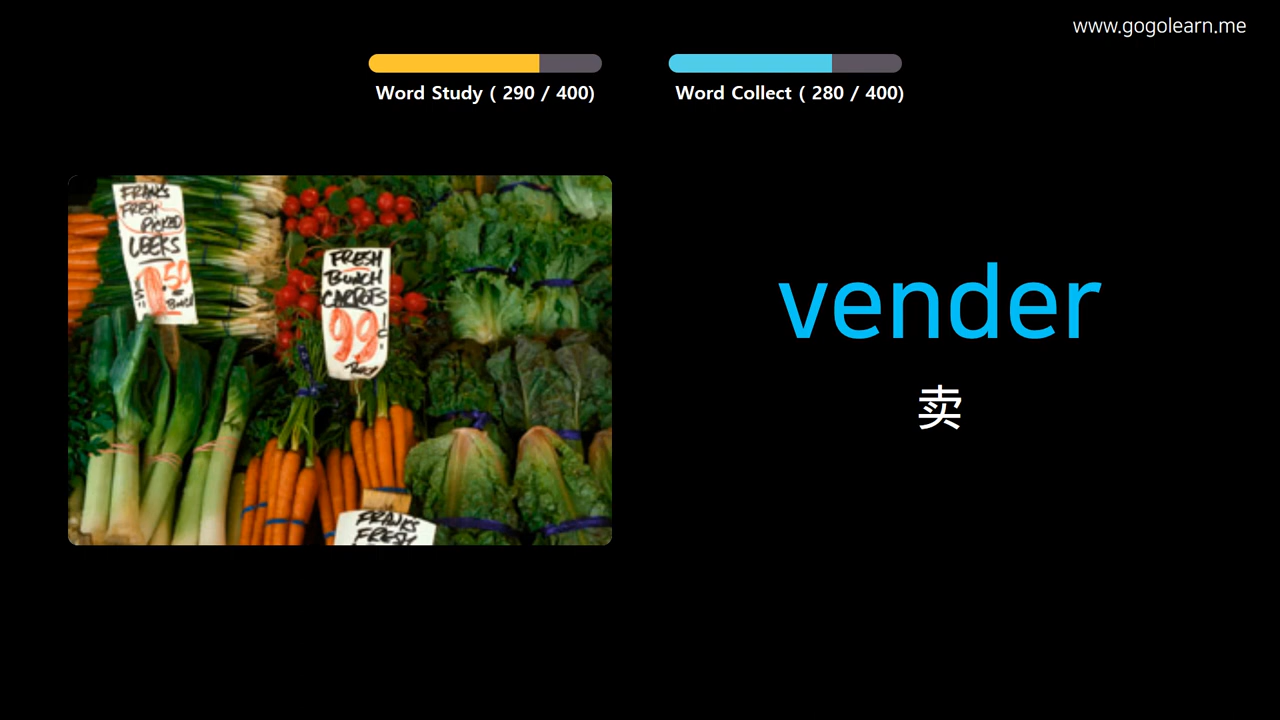 www.gogolearn.me
Word Study ( 290 / 400)
Word Collect ( 280 / 400)
FRANK'S
FRESH
PICKED
LEEKS
FRESH
BUNCH
CARROTS
99
FRANK'S
FRESH
vender
卖